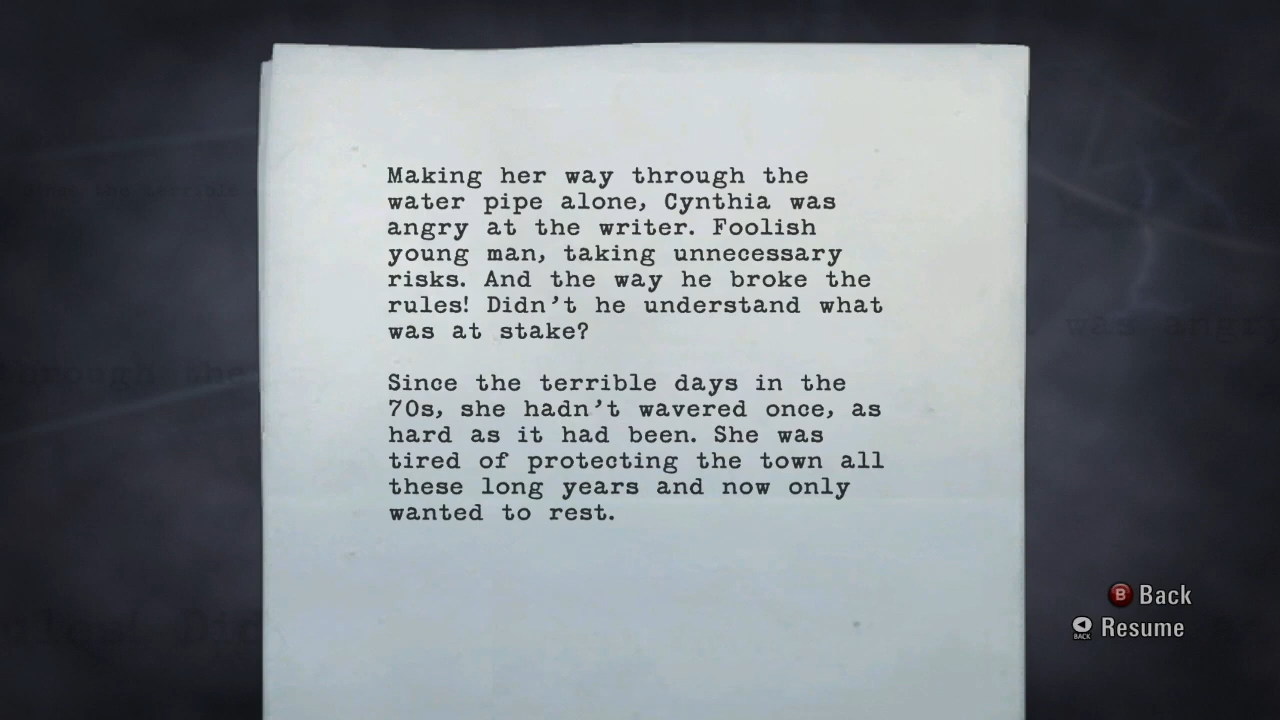 Making her way through the
water pipe alone, Cynthia was
angry at the writer. Foolish
young man, taking unnecessary
risks. And the way he broke the
rules! Didn't he understand what
was at stake?
Since the terrible days in the
70s, she hadn't wavered once, as
hard as it had been. She was
tired of protecting the town all
these long years and now only
wanted to rest.
B Back
BACK Resume